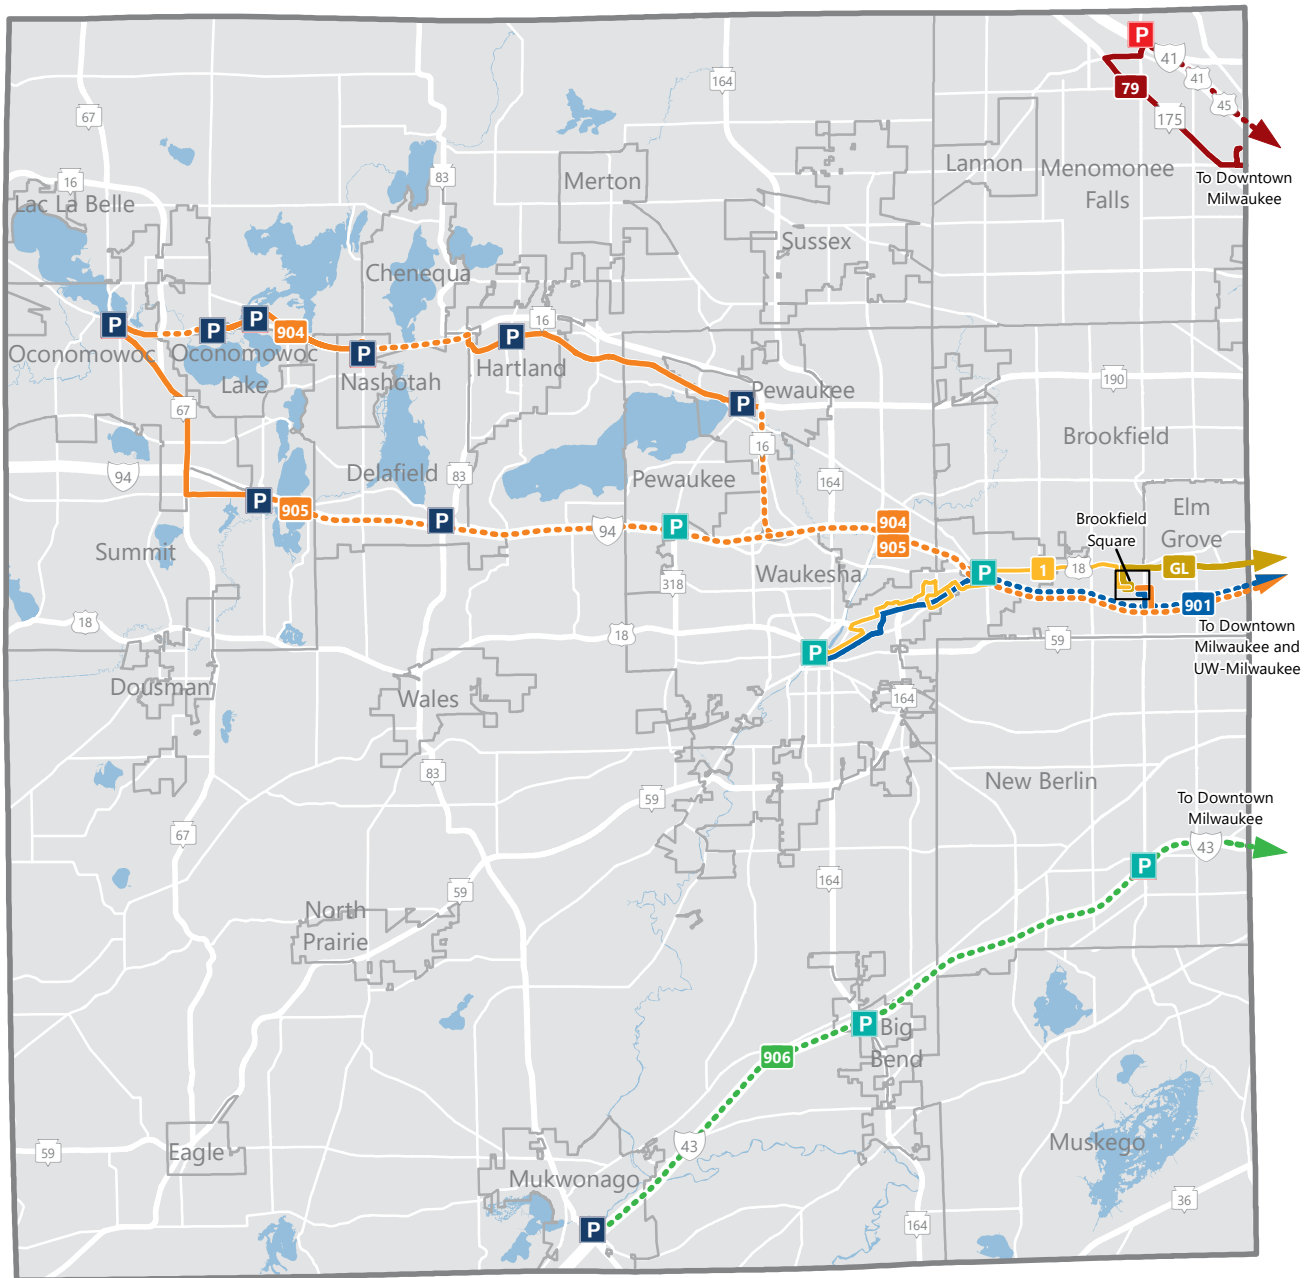 P
41
164
79
41
67
45
175
Lannon
Menomonee
Falls
16
83
Merton
To Downtown
Milwaukee
Lac La Belle
Sussex
Chenequa
P
P
P
904
16
P
Oconomowoc
Oconomowoc
Lake
P
Nashotah
Hartland
190
Pewaukee
P
67
16
Brookfield
94
Delafield
83
Pewaukee
164
P
905
P
94
P
904
905
Brookfield
Square
Elm
Grove
Summit
318
Waukesha
P
1
18
GL
901
18
18
P
59
To Downtown
Milwaukee and
UW-Milwaukee
Dousman
Wales
164
83
59
New Berlin
To Downtown
Milwaukee
67
43
P
164
59
North
Prairie
P
Big
Bend
906
43
Eagle
59
Muskego
Mukwonago
36
P
164